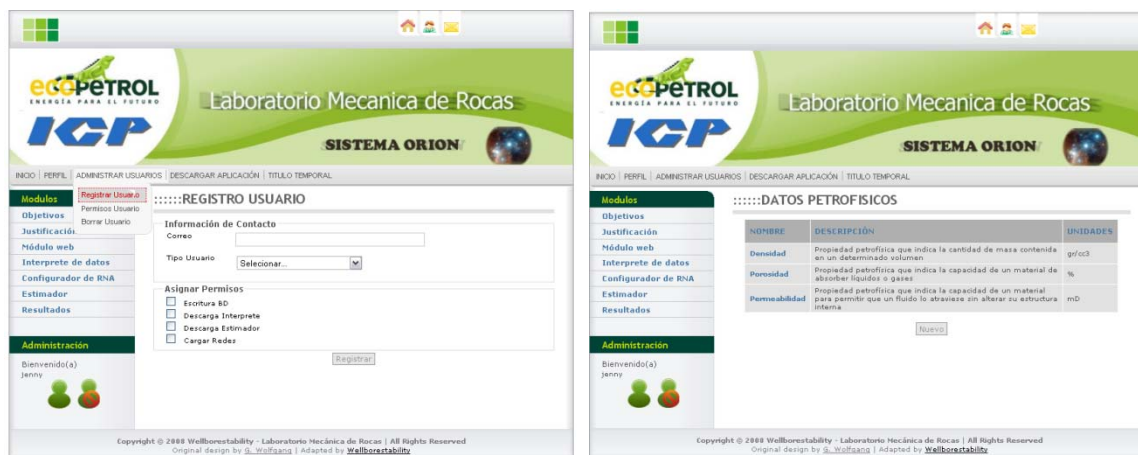 ecopetrol
ENERGÍA PARA EL FUTURO
ICP
Laboratorio Mecanica de Rocas
SISTEMA ORION
INICIO | PERFIL | ADMINISTRAR USUARIOS | DESCARGAR APLICACIÓN | TITULO TEMPORAL
Registrar Usuario
Permisos Usuario
Borrar Usuario
Modulos
Objetivos
Justificación
Módulo web
Interprete de datos
Configurador de RNA
Estimador
Resultados
Administración
Bienvenido(a)
jenny
::::::REGISTRO USUARIO
Información de Contacto
Correo
Tipo Usuario
Selecionar...
Asignar Permisos
Escritura BD
Descarga Interprete
Descarga Estimador
Cargar Redes
Registrar
Copyright © 2008 Wellborestability - Laboratorio Mecánica de Rocas | All Rights Reserved
Original design by G. Wolfgang | Adapted by Wellborestability
ecopetrol
ENERGÍA PARA EL FUTURO
ICP
Laboratorio Mecanica de Rocas
SISTEMA ORION
INICIO | PERFIL | ADMINISTRAR USUARIOS | DESCARGAR APLICACIÓN | TITULO TEMPORAL
Modulos
Objetivos
Justificación
Módulo web
Interprete de datos
Configurador de RNA
Estimador
Resultados
Administración
Bienvenido(a)
jenny
::::::DATOS PETROFISICOS
NOMBRE DESCRIPCIÓN UNIDADES
Densidad Propiedad petrofísica que indica la cantidad de masa contenida en un determinado volumen gr/cc3
Porosidad Propiedad petrofísica que indica la capacidad de un material de absorber líquidos o gases %
Permeabilidad Propiedad petrofísica que indica la capacidad de un material para permitir que un fluido lo atraviese sin alterar su estructura interna mD
Nuevo
Copyright © 2008 Wellborestability - Laboratorio Mecánica de Rocas | All Rights Reserved
Original design by G. Wolfgang | Adapted by Wellborestability